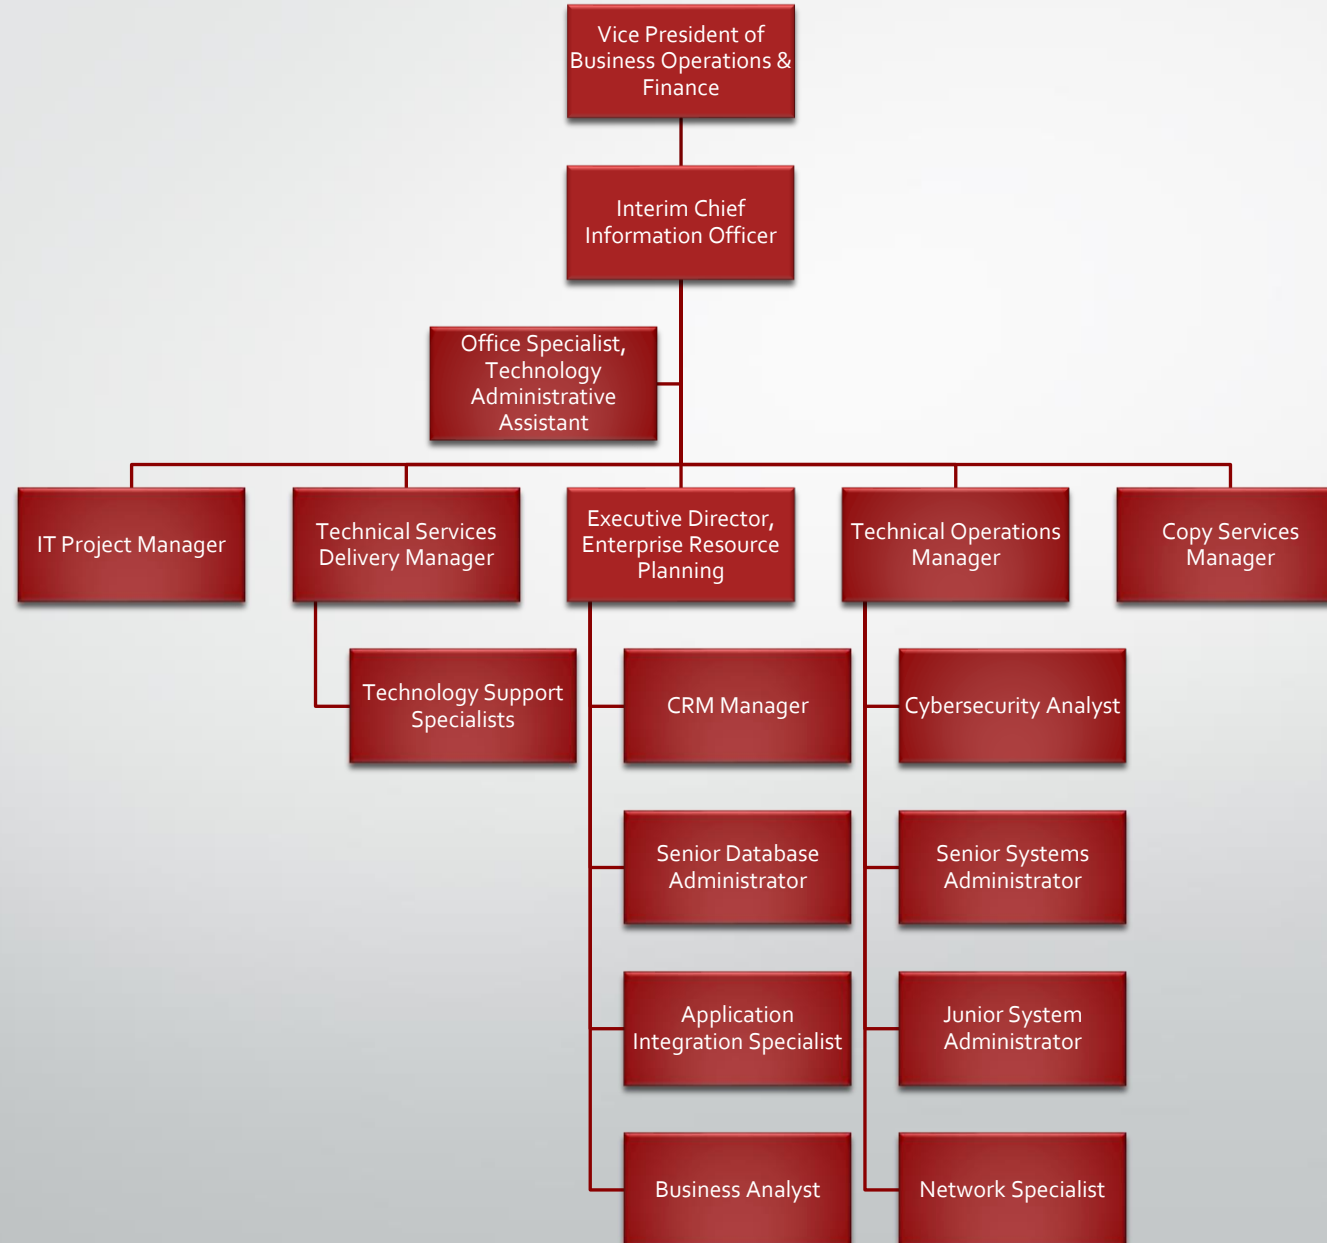 Vice President of
Business Operations &
Finance
Interim Chief
Information Officer
Office Specialist,
Technology
Administrative
Assistant
IT Project Manager
Technical Services
Delivery Manager
Executive Director,
Enterprise Resource
Planning
Technical Operations
Manager
Copy Services
Manager
Technology Support
Specialists
CRM Manager
Cybersecurity Analyst
Senior Database
Administrator
Senior Systems
Administrator
Application
Integration Specialist
Junior System
Administrator
Business Analyst
Network Specialist